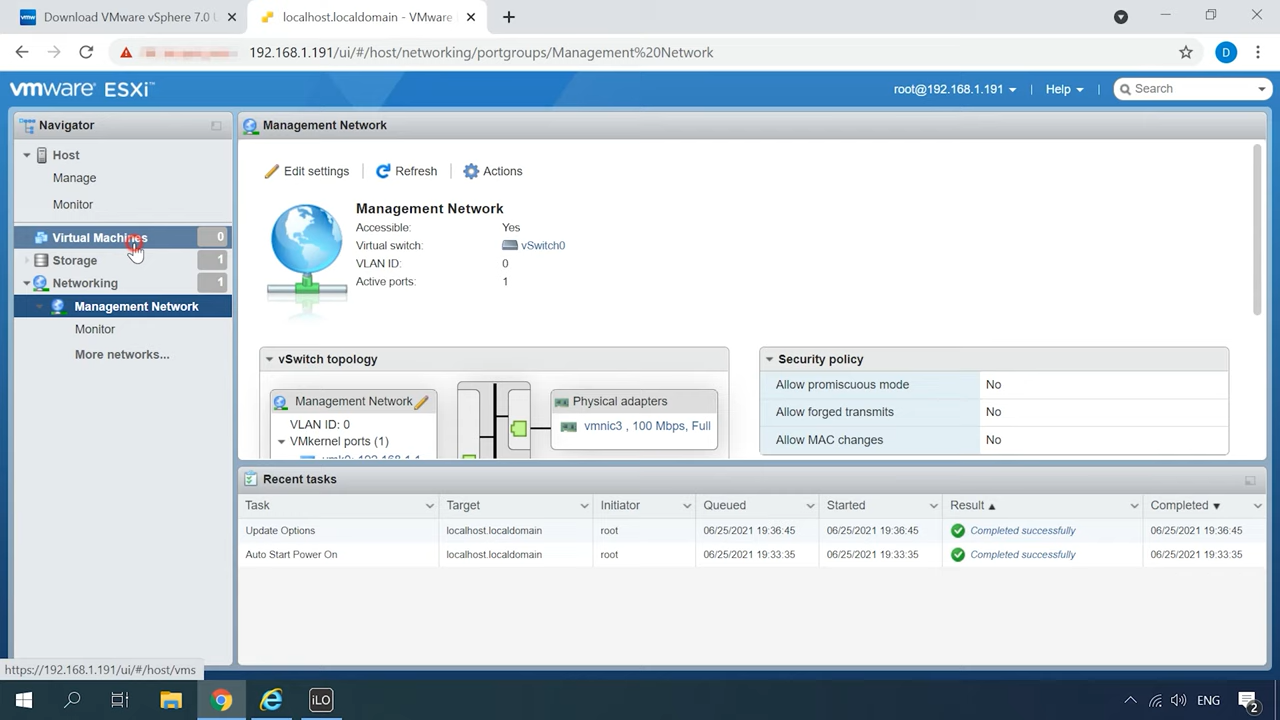 vmw Download VMware vSphere 7.0 U
localhost.localdomain - VMware
192.168.1.191/ui/#/host/networking/portgroups/Management%20Network
D
vmware ESXi™
root@192.168.1.191
Help
Search
Navigator
Host
Manage
Monitor
Virtual Machines 0
Storage 1
Networking 1
Management Network
Monitor
More networks...
Management Network
Edit settings
Refresh
Actions
Management Network
Accessible: Yes
Virtual switch: vSwitch0
VLAN ID: 0
Active ports: 1
vSwitch topology
Management Network
VLAN ID: 0
VMkernel ports (1)
vmk0: 192.168.1.1
Physical adapters
vmnic3 , 100 Mbps, Full
Security policy
Allow promiscuous mode No
Allow forged transmits No
Allow MAC changes No
Recent tasks
Task Target Initiator Queued Started Result Completed
Update Options localhost.localdomain root 06/25/2021 19:36:45 06/25/2021 19:36:45 Completed successfully 06/25/2021 19:36:45
Auto Start Power On localhost.localdomain root 06/25/2021 19:33:35 06/25/2021 19:33:35 Completed successfully 06/25/2021 19:33:35
https://192.168.1.191/ui/#/host/vms
iLO
ENG
2